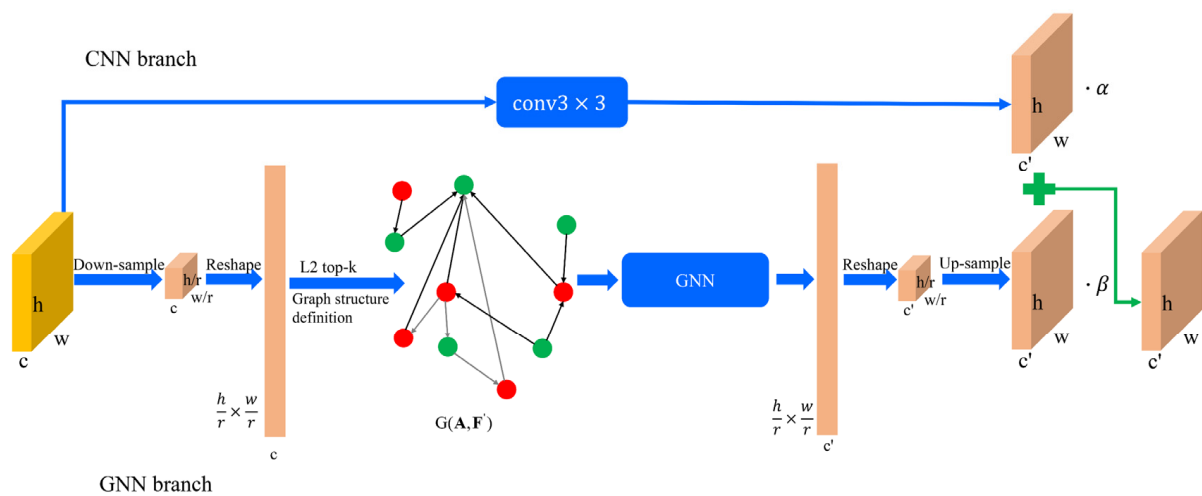 CNN branch
conv3 × 3
h
w
c'
· α
h
w
c
Down-sample
h/r
w/r
c
Reshape
h/r × w/r
c
L2 top-k
Graph structure
definition
G(A, F')
GNN
h/r × w/r
c'
Reshape
h/r
w/r
c'
Up-sample
h
w
c'
· β
h
w
c'
GNN branch